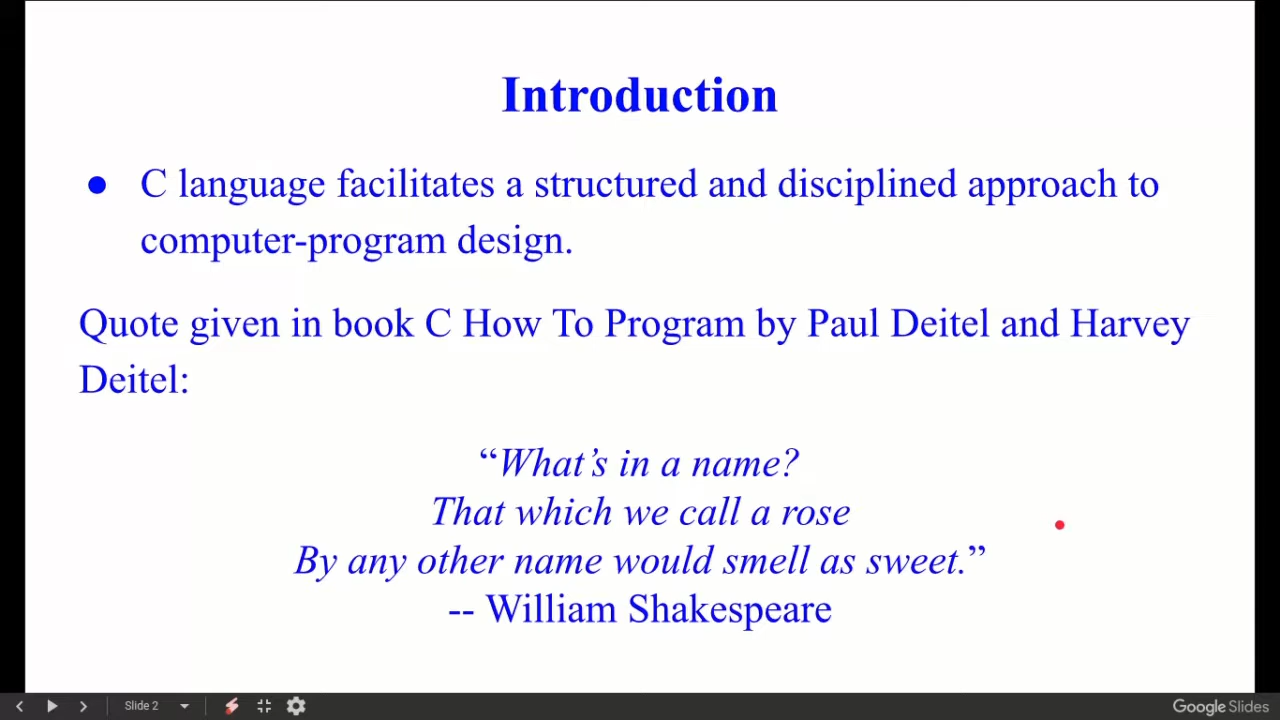 Introduction
● C language facilitates a structured and disciplined approach to
computer-program design.
Quote given in book C How To Program by Paul Deitel and Harvey
Deitel:
“What’s in a name?
That which we call a rose
By any other name would smell as sweet.”
-- William Shakespeare
Slide 2
Google Slides